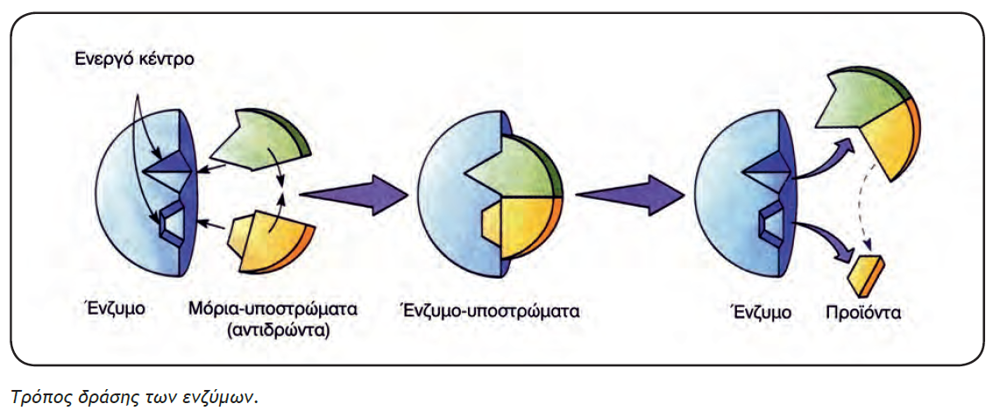 Ενεργό κέντρο
Ένζυμο
Μόρια-υποστρώματα
(αντιδρώντα)
Ένζυμο-υποστρώματα
Ένζυμο
Προϊόντα
Τρόπος δράσης των ενζύμων.